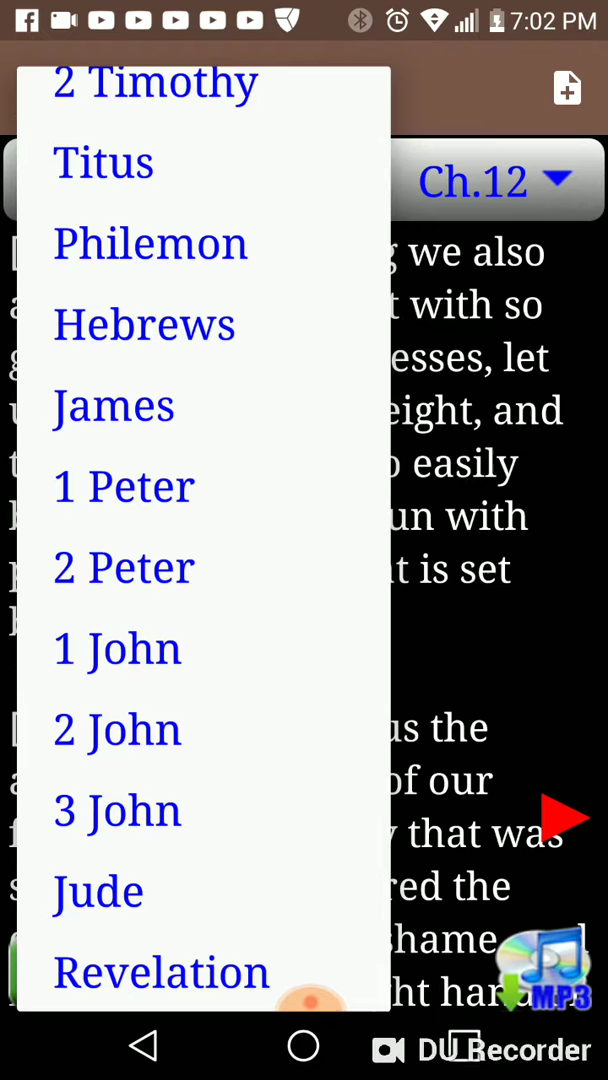 7:02 PM
2 Timothy
Titus
Ch.12
Philemon
we also
Hebrews
with so
esses, let
James
eight, and
easily
1 Peter
un with
2 Peter
t is set
1 John
2 John
us the
of our
3 John
that was
Jude
red the
shame
Revelation
ht han
MP3
DU Recorder